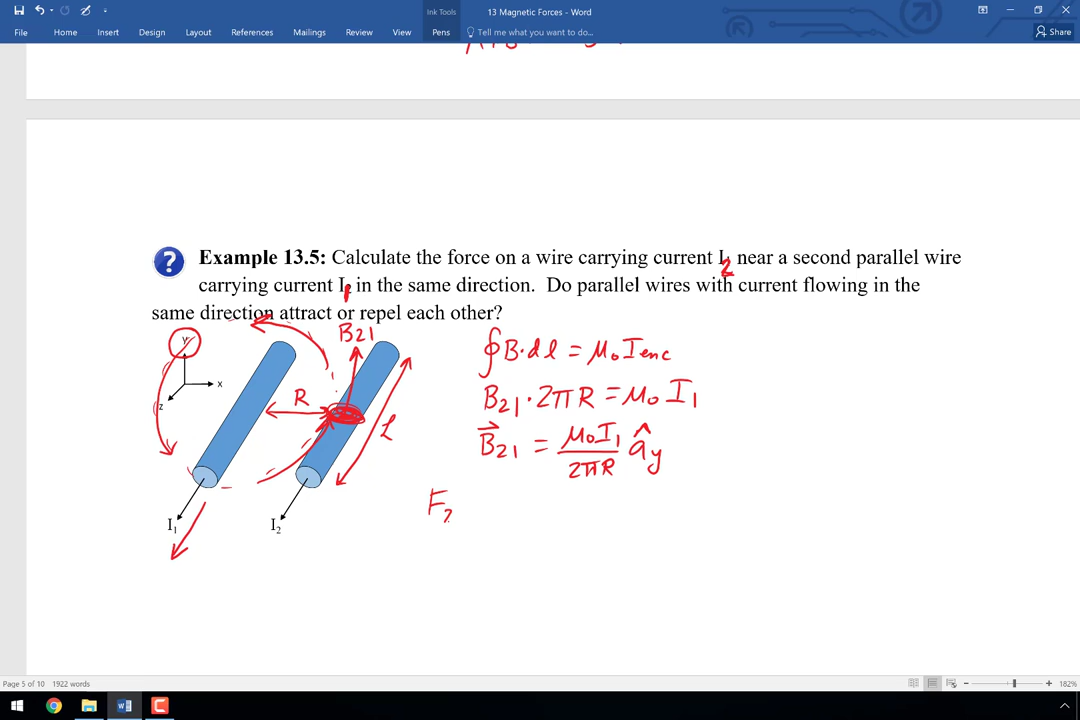 Ink Tools
13 Magnetic Forces - Word
File Home Insert Design Layout References Mailings Review View Pens Tell me what you want to do... Share
Example 13.5: Calculate the force on a wire carrying current I2 near a second parallel wire
carrying current I1 in the same direction. Do parallel wires with current flowing in the
same direction attract or repel each other?
B21
y
x
z
R
L
I₁
I₂
∮B·dl = μ₀Ienc
B21 · 2πR = μ₀ I₁
B⃗21 = μ₀I₁/2πR ây
F2
Page 5 of 10 1922 words
182%